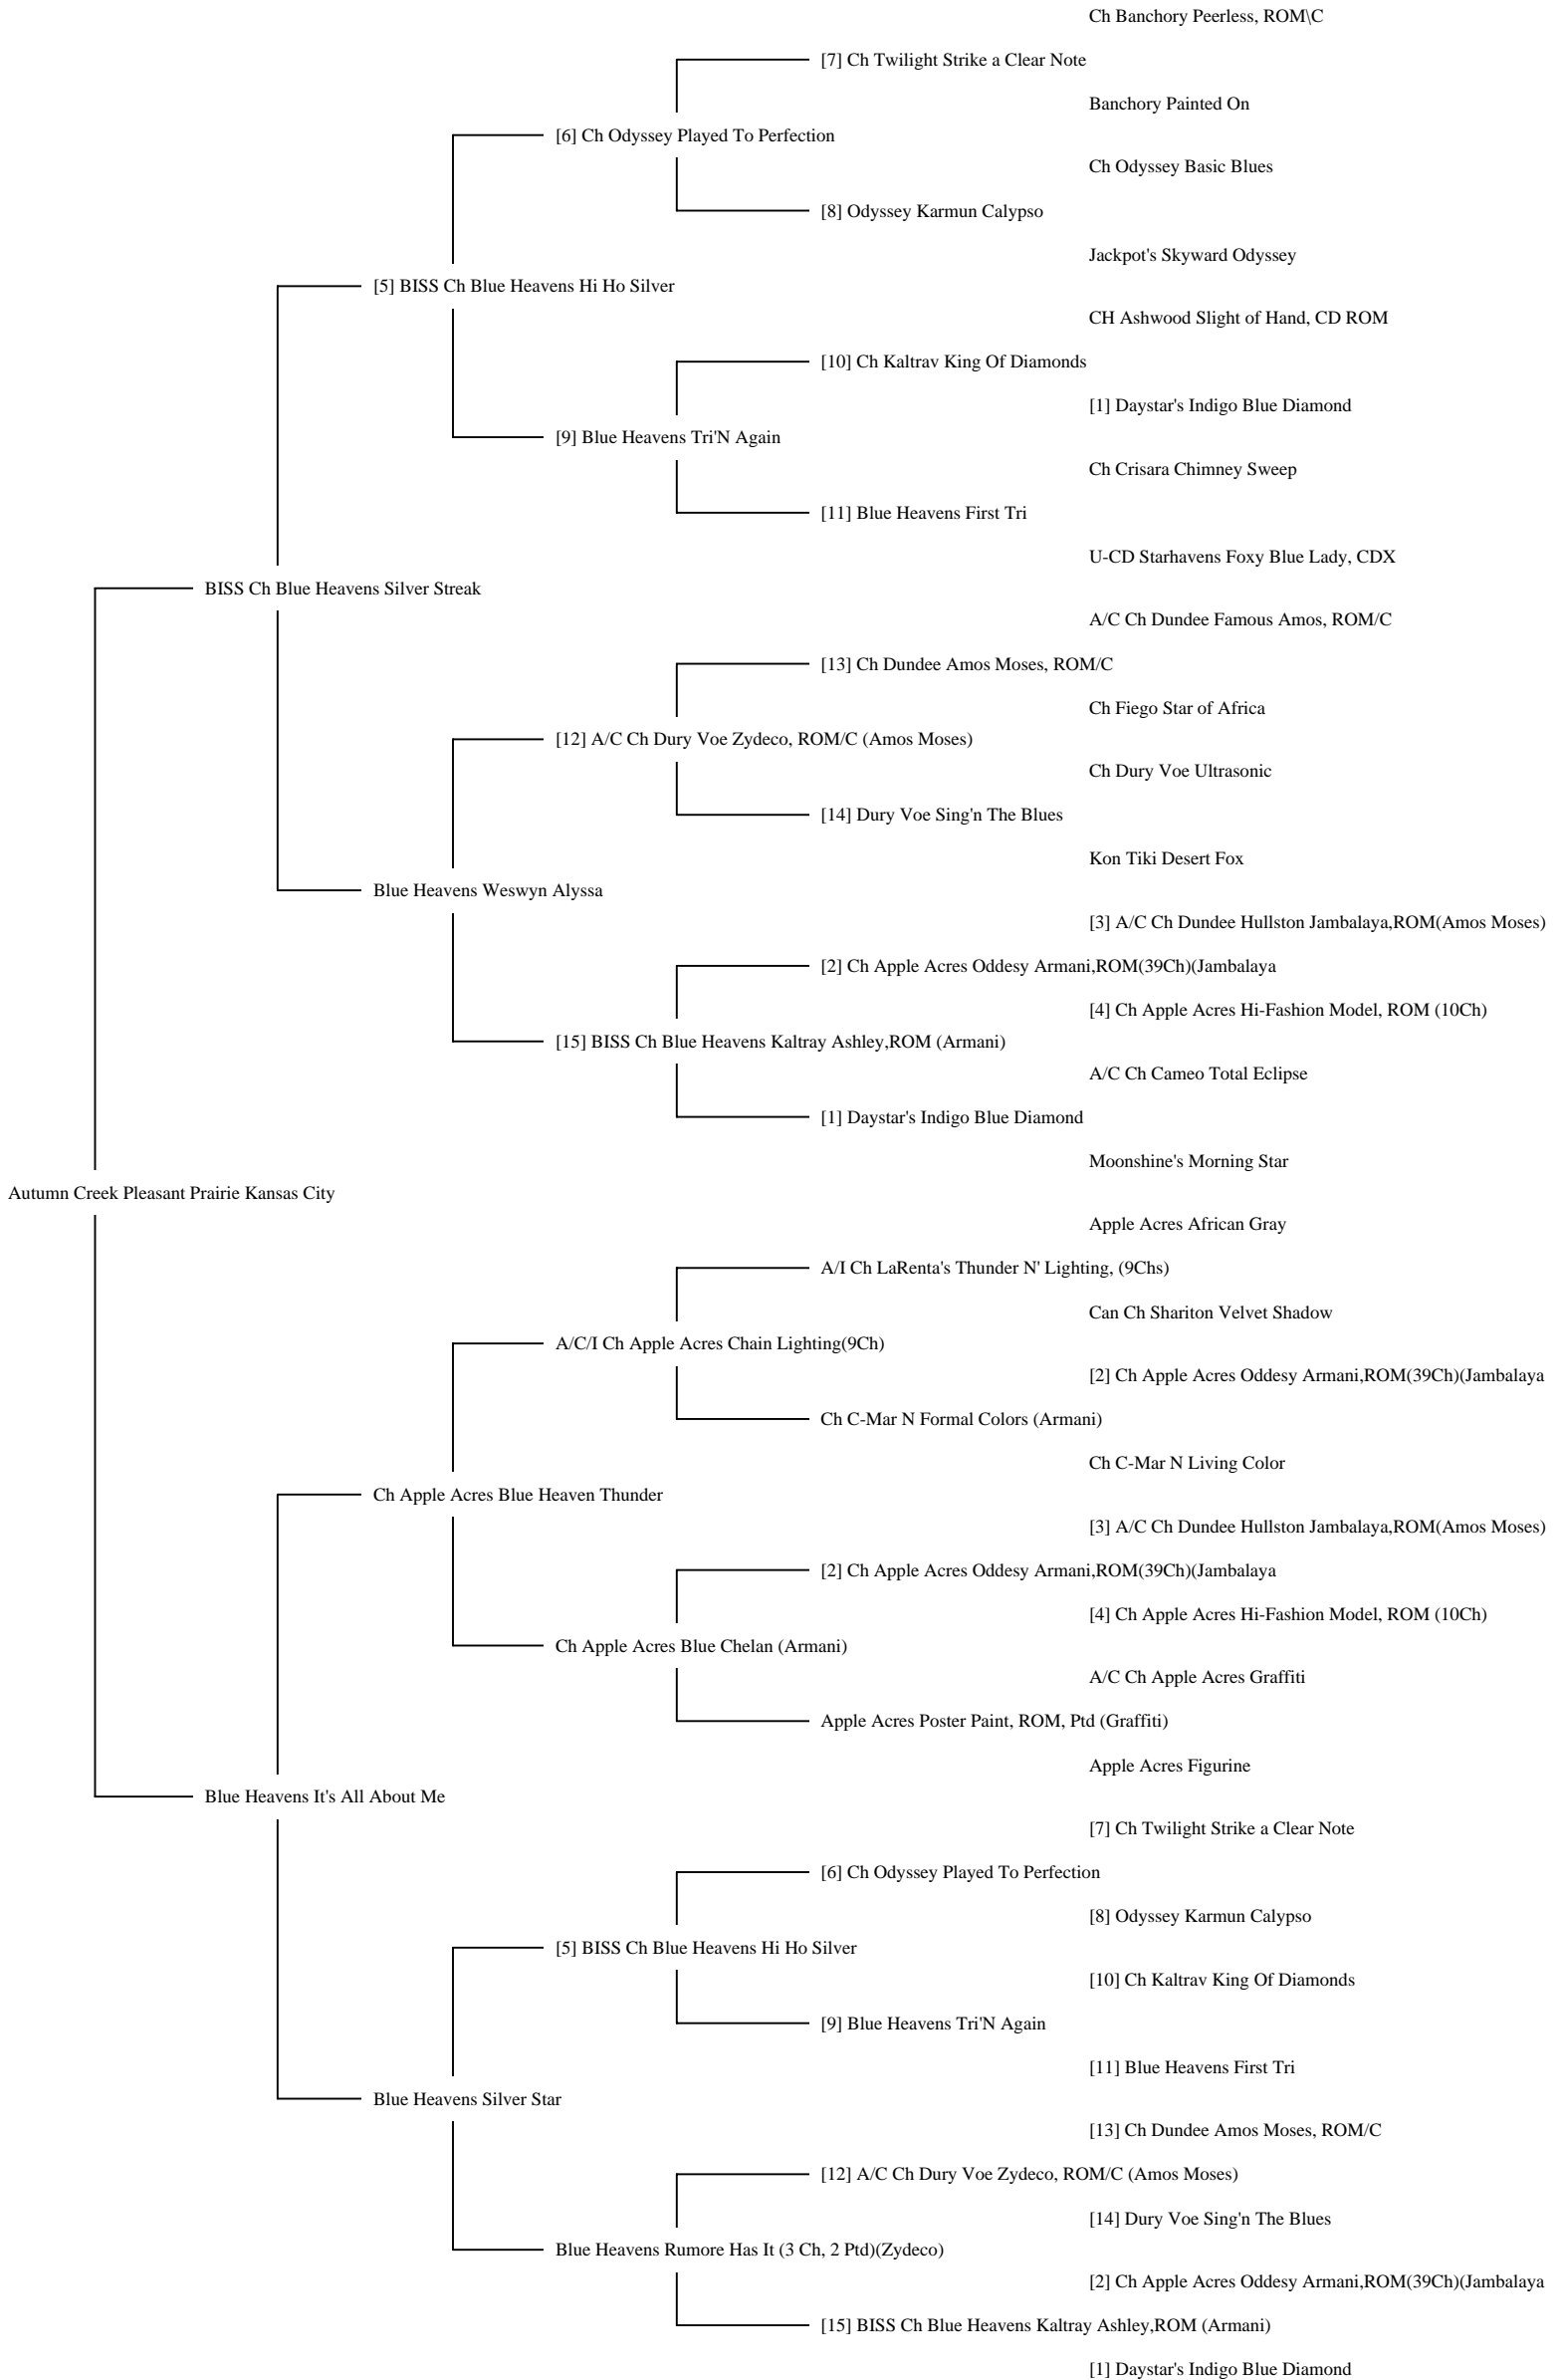 Ch Banchory Peerless, ROM\C
[7] Ch Twilight Strike a Clear Note
Banchory Painted On
[6] Ch Odyssey Played To Perfection
Ch Odyssey Basic Blues
[8] Odyssey Karmun Calypso
Jackpot's Skyward Odyssey
[5] BISS Ch Blue Heavens Hi Ho Silver
CH Ashwood Slight of Hand, CD ROM
[10] Ch Kaltrav King Of Diamonds
[1] Daystar's Indigo Blue Diamond
[9] Blue Heavens Tri'N Again
Ch Crisara Chimney Sweep
[11] Blue Heavens First Tri
U-CD Starhavens Foxy Blue Lady, CDX
BISS Ch Blue Heavens Silver Streak
A/C Ch Dundee Famous Amos, ROM/C
[13] Ch Dundee Amos Moses, ROM/C
Ch Fiego Star of Africa
[12] A/C Ch Dury Voe Zydeco, ROM/C (Amos Moses)
Ch Dury Voe Ultrasonic
[14] Dury Voe Sing'n The Blues
Kon Tiki Desert Fox
Blue Heavens Weswyn Alyssa
[3] A/C Ch Dundee Hullston Jambalaya,ROM(Amos Moses)
[2] Ch Apple Acres Oddesy Armani,ROM(39Ch)(Jambalaya
[4] Ch Apple Acres Hi-Fashion Model, ROM (10Ch)
[15] BISS Ch Blue Heavens Kaltray Ashley,ROM (Armani)
A/C Ch Cameo Total Eclipse
[1] Daystar's Indigo Blue Diamond
Moonshine's Morning Star
Autumn Creek Pleasant Prairie Kansas City
Apple Acres African Gray
A/I Ch LaRenta's Thunder N' Lighting, (9Chs)
Can Ch Shariton Velvet Shadow
A/C/I Ch Apple Acres Chain Lighting(9Ch)
[2] Ch Apple Acres Oddesy Armani,ROM(39Ch)(Jambalaya
Ch C-Mar N Formal Colors (Armani)
Ch C-Mar N Living Color
Ch Apple Acres Blue Heaven Thunder
[3] A/C Ch Dundee Hullston Jambalaya,ROM(Amos Moses)
[2] Ch Apple Acres Oddesy Armani,ROM(39Ch)(Jambalaya
[4] Ch Apple Acres Hi-Fashion Model, ROM (10Ch)
Ch Apple Acres Blue Chelan (Armani)
A/C Ch Apple Acres Graffiti
Apple Acres Poster Paint, ROM, Ptd (Graffiti)
Apple Acres Figurine
Blue Heavens It's All About Me
[7] Ch Twilight Strike a Clear Note
[6] Ch Odyssey Played To Perfection
[8] Odyssey Karmun Calypso
[5] BISS Ch Blue Heavens Hi Ho Silver
[10] Ch Kaltrav King Of Diamonds
[9] Blue Heavens Tri'N Again
[11] Blue Heavens First Tri
Blue Heavens Silver Star
[13] Ch Dundee Amos Moses, ROM/C
[12] A/C Ch Dury Voe Zydeco, ROM/C (Amos Moses)
[14] Dury Voe Sing'n The Blues
Blue Heavens Rumore Has It (3 Ch, 2 Ptd)(Zydeco)
[2] Ch Apple Acres Oddesy Armani,ROM(39Ch)(Jambalaya
[15] BISS Ch Blue Heavens Kaltray Ashley,ROM (Armani)
[1] Daystar's Indigo Blue Diamond